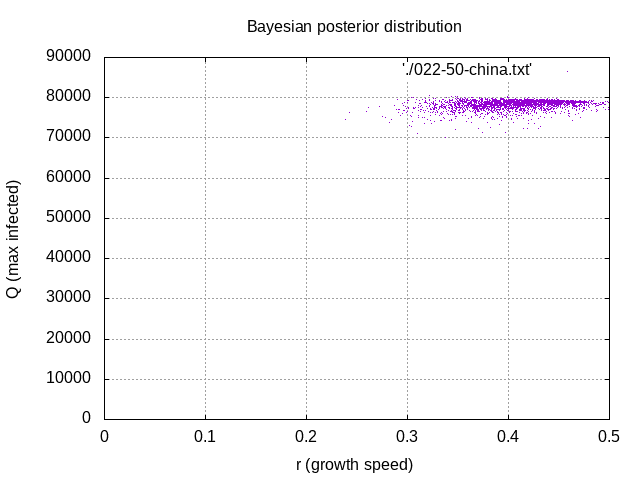 Bayesian posterior distribution
'./022-50-china.txt'
90000
80000
70000
60000
50000
40000
30000
20000
10000
0
Q (max infected)
0 0.1 0.2 0.3 0.4 0.5
r (growth speed)